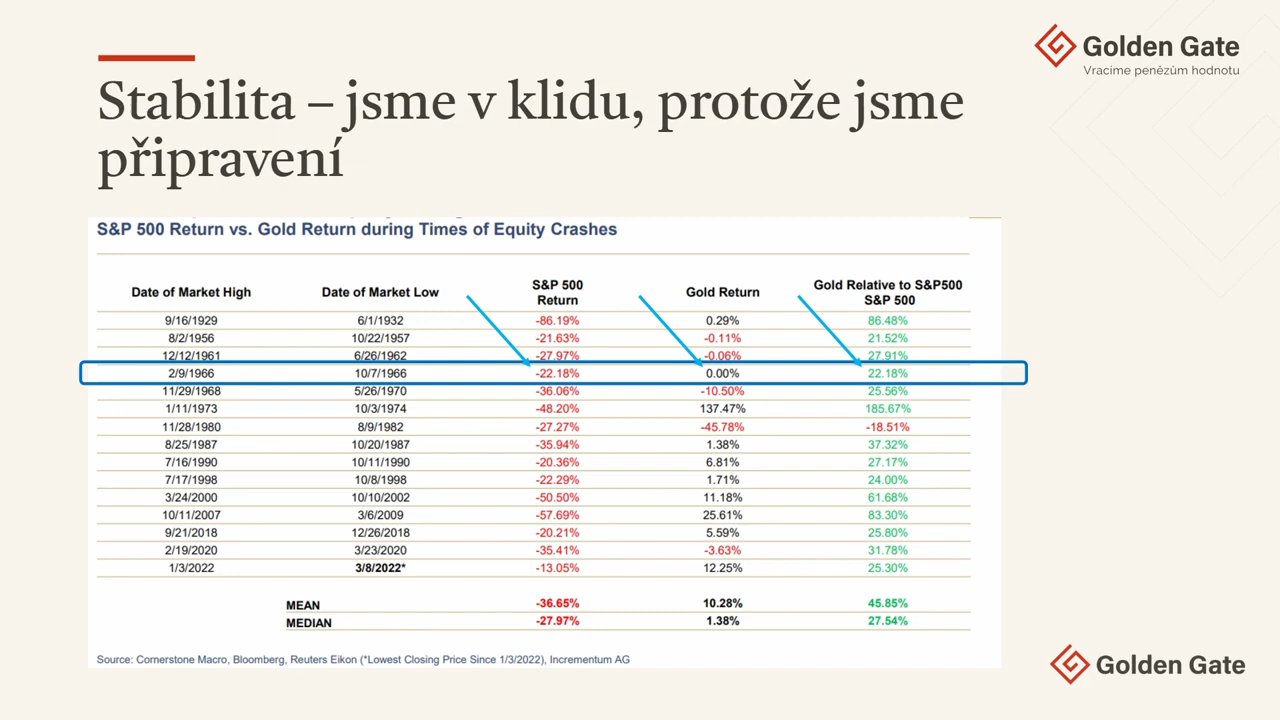 Golden Gate
Vracíme penězům hodnotu
Stabilita – jsme v klidu, protože jsme
připravení
S&P 500 Return vs. Gold Return during Times of Equity Crashes
Date of Market High Date of Market Low S&P 500 Return Gold Return Gold Relative to S&P500 S&P 500
9/16/1929 6/1/1932 -86.19% 0.29% 86.48%
8/2/1956 10/22/1957 -21.63% -0.11% 21.52%
12/12/1961 6/26/1962 -27.97% -0.06% 27.91%
2/9/1966 10/7/1966 -22.18% 0.00% 22.18%
11/29/1968 5/26/1970 -36.06% -10.50% 25.56%
1/11/1973 10/3/1974 -48.20% 137.47% 185.67%
11/28/1980 8/9/1982 -27.27% -45.78% -18.51%
8/25/1987 10/20/1987 -35.94% 1.38% 37.32%
7/16/1990 10/11/1990 -20.36% 6.81% 27.17%
7/17/1998 10/8/1998 -22.29% 1.71% 24.00%
3/24/2000 10/10/2002 -50.50% 11.18% 61.68%
10/11/2007 3/6/2009 -57.69% 25.61% 83.30%
9/21/2018 12/26/2018 -20.21% 5.59% 25.80%
2/19/2020 3/23/2020 -35.41% -3.63% 31.78%
1/3/2022 3/8/2022* -13.05% 12.25% 25.30%
MEAN -36.65% 10.28% 45.85%
MEDIAN -27.97% 1.38% 27.54%
Source: Cornerstone Macro, Bloomberg, Reuters Eikon (*Lowest Closing Price Since 1/3/2022), Incrementum AG
Golden Gate